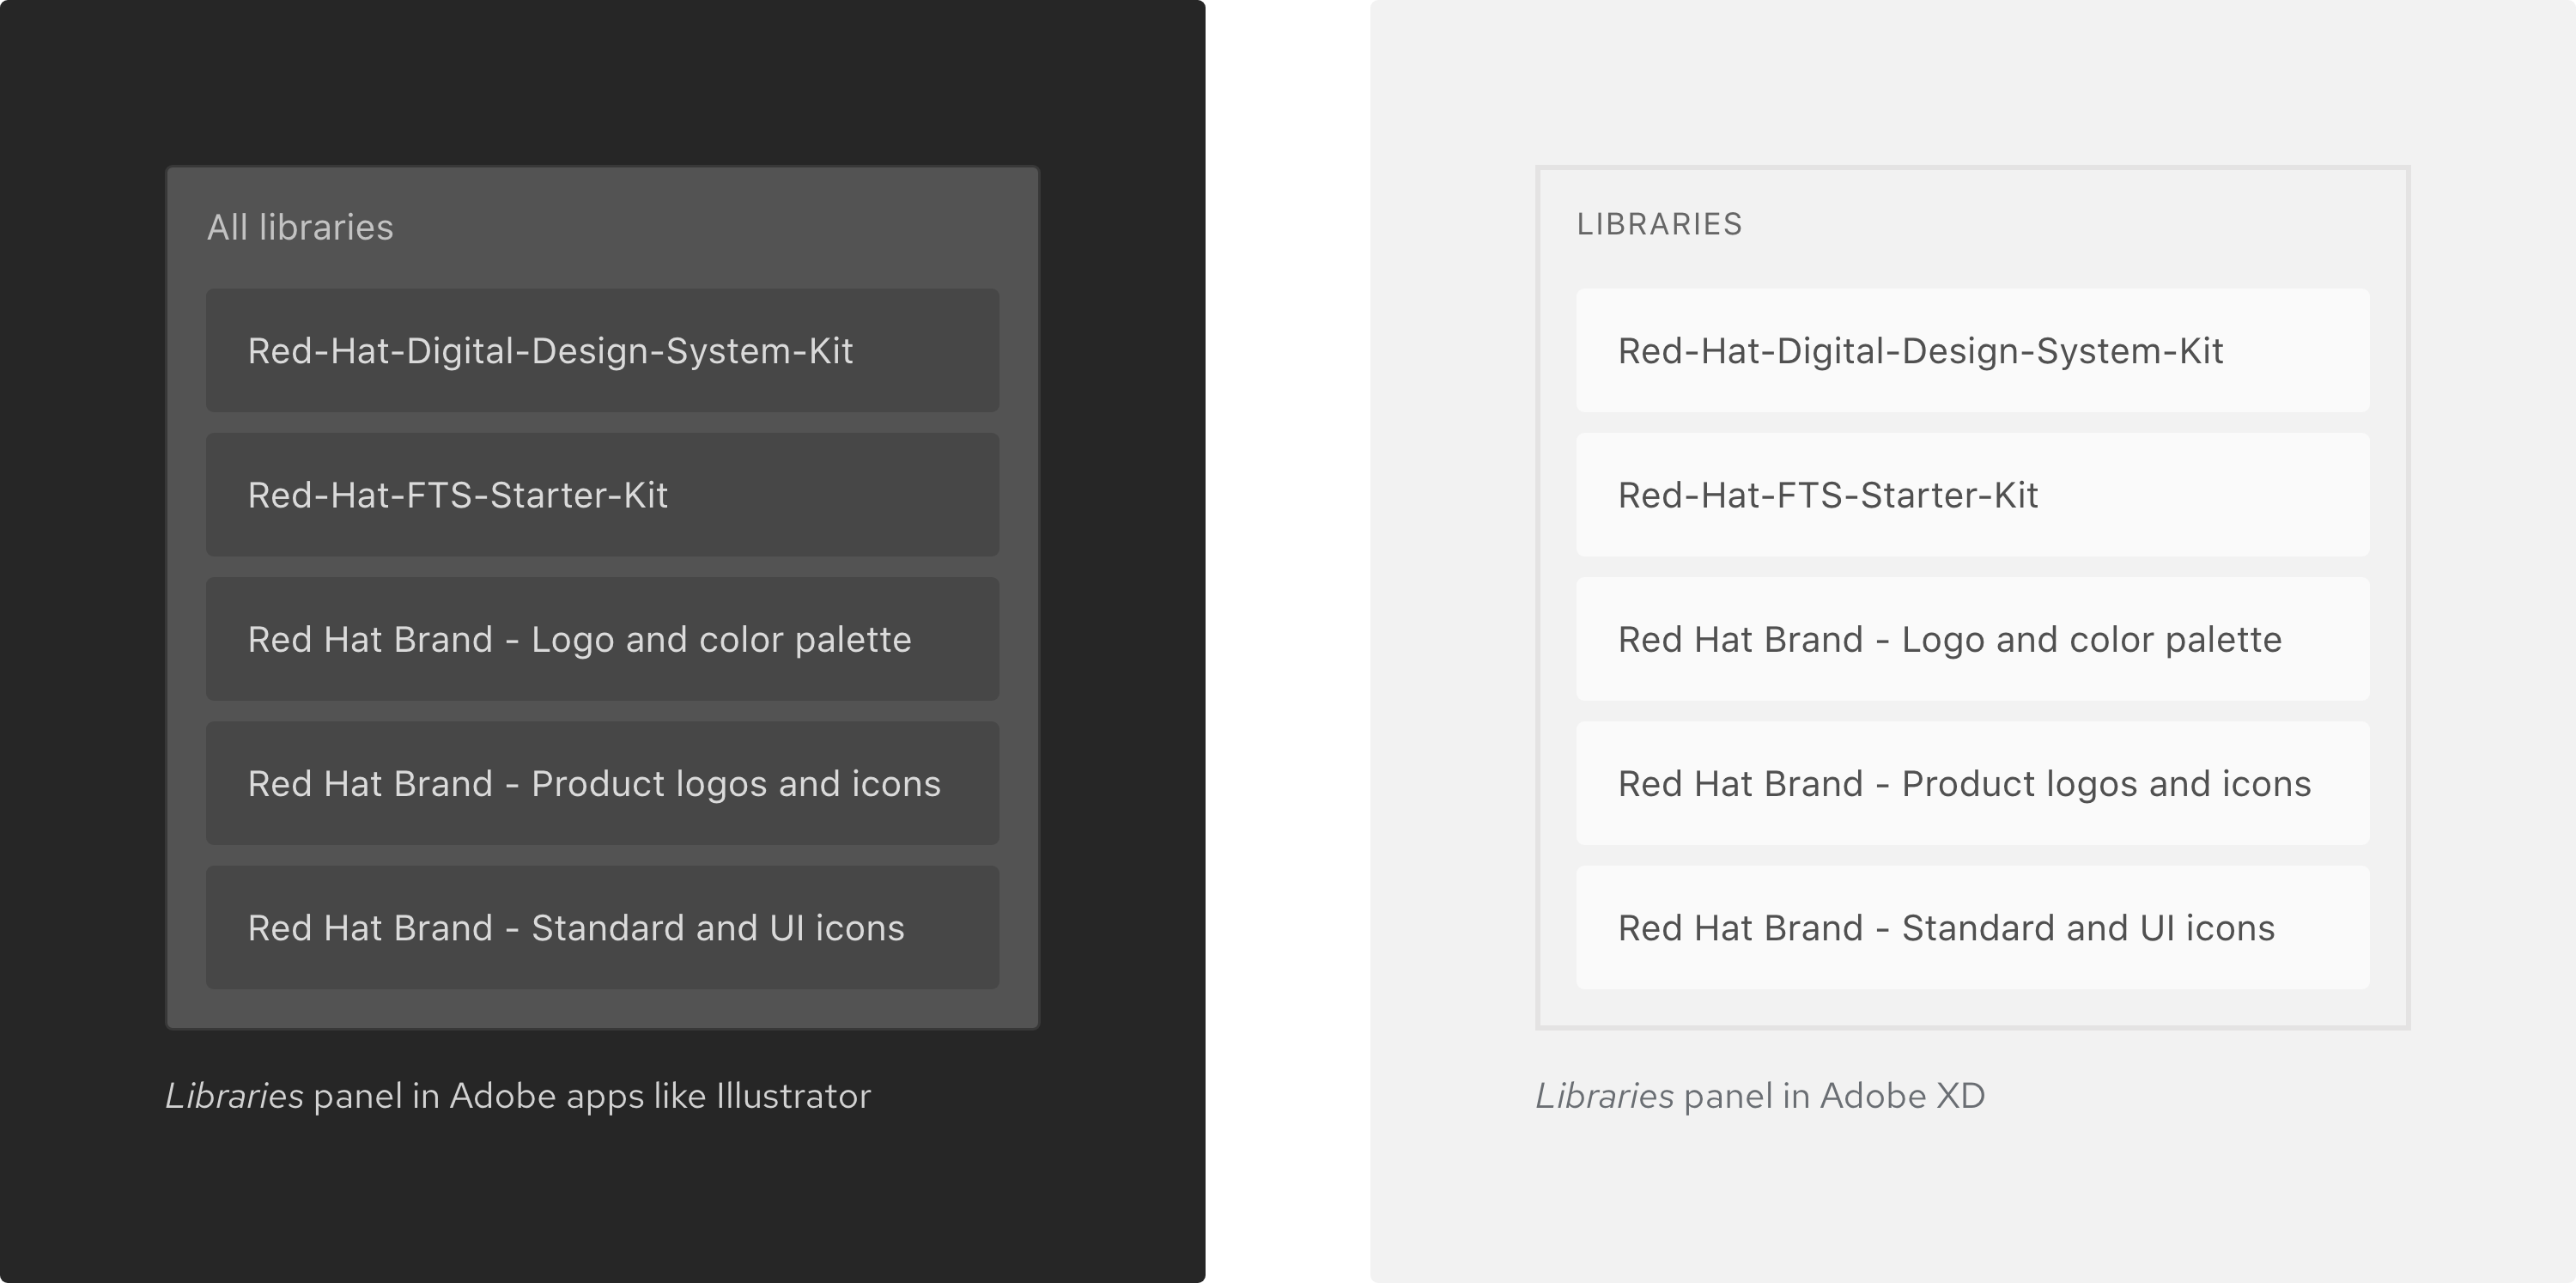 All libraries
Red-Hat-Digital-Design-System-Kit
Red-Hat-FTS-Starter-Kit
Red Hat Brand - Logo and color palette
Red Hat Brand - Product logos and icons
Red Hat Brand - Standard and UI icons
Libraries panel in Adobe apps like Illustrator
LIBRARIES
Red-Hat-Digital-Design-System-Kit
Red-Hat-FTS-Starter-Kit
Red Hat Brand - Logo and color palette
Red Hat Brand - Product logos and icons
Red Hat Brand - Standard and UI icons
Libraries panel in Adobe XD